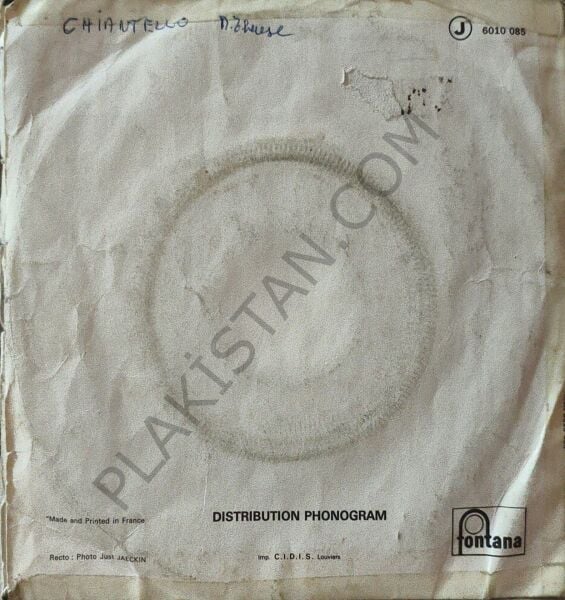 CHIANTELLO
J 6010 085
PLAKİSTAN.COM
"Made and Printed in France
DISTRIBUTION PHONOGRAM
Recto : Photo Just JAECKIN
Imp. C.I.D.I.S. Louviers
fontana